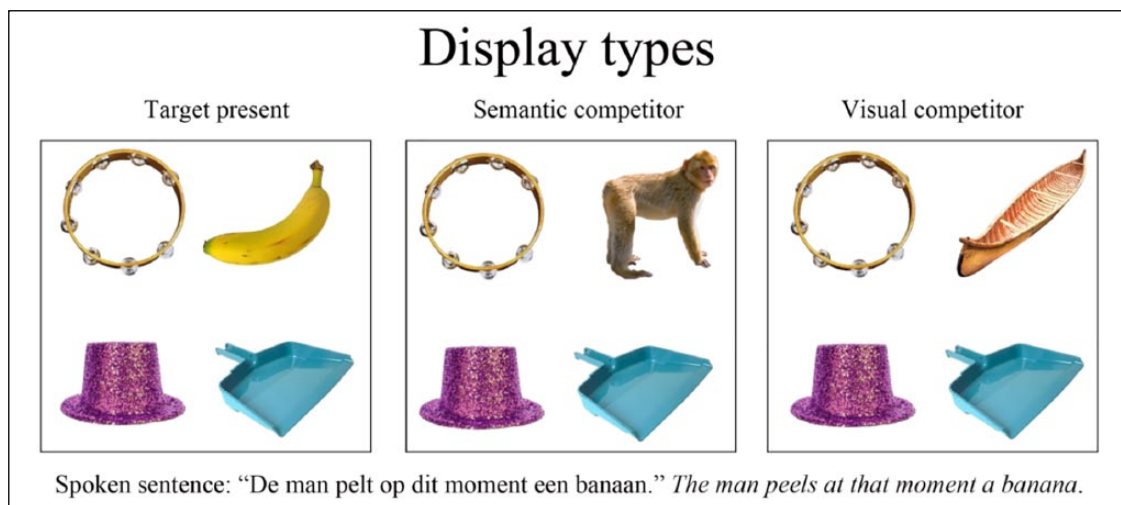 Display types
Target present
Semantic competitor
Visual competitor
Spoken sentence: “De man pelt op dit moment een banaan.” The man peels at that moment a banana.